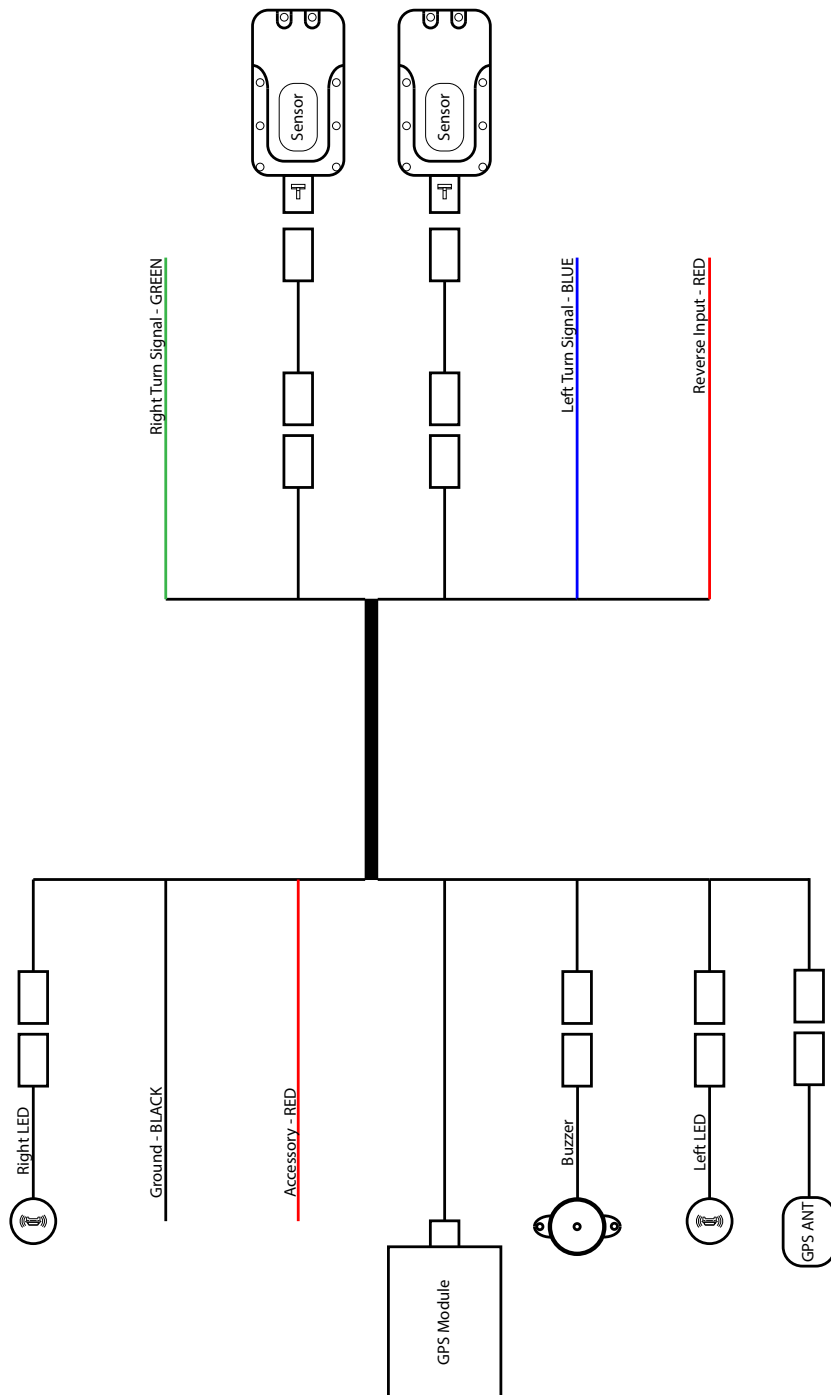 Sensor
Sensor
Right Turn Signal - GREEN
Left Turn Signal - BLUE
Reverse Input - RED
Right LED
Ground - BLACK
Accessory - RED
GPS Module
Buzzer
Left LED
GPS ANT